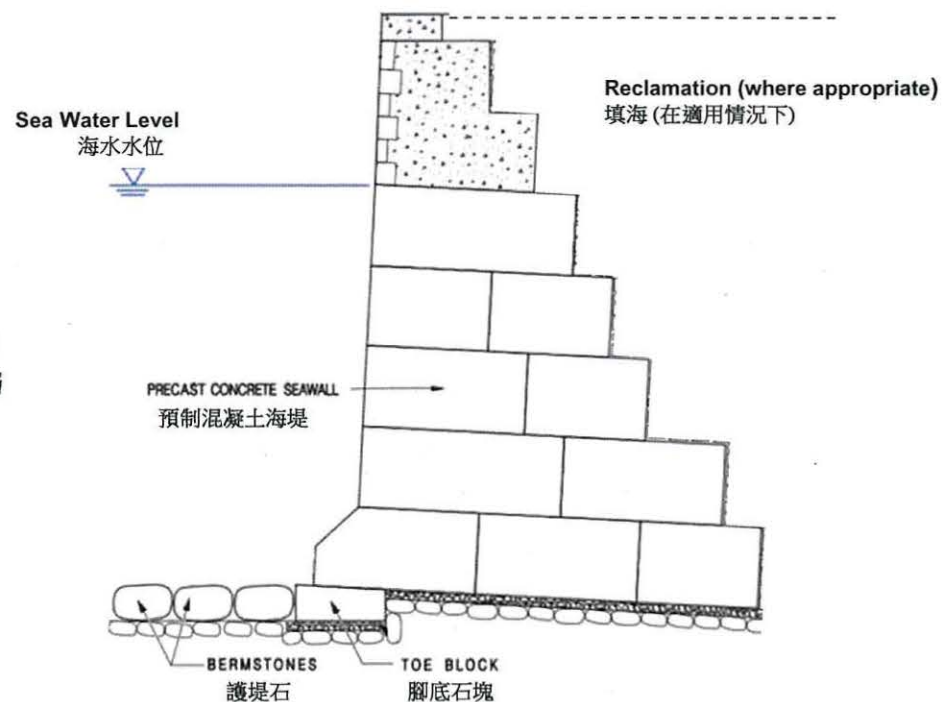 Reclamation (where appropriate)
填海 (在適用情況下)
Sea Water Level
海水水位
PRECAST CONCRETE SEAWALL
預制混凝土海堤
BERMSTONES
護堤石
TOE BLOCK
腳底石塊